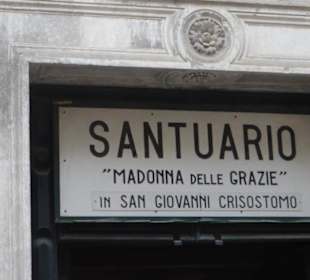 SANTUARIO
"MADONNA DELLE GRAZIE"
IN SAN GIOVANNI CRISOSTOMO